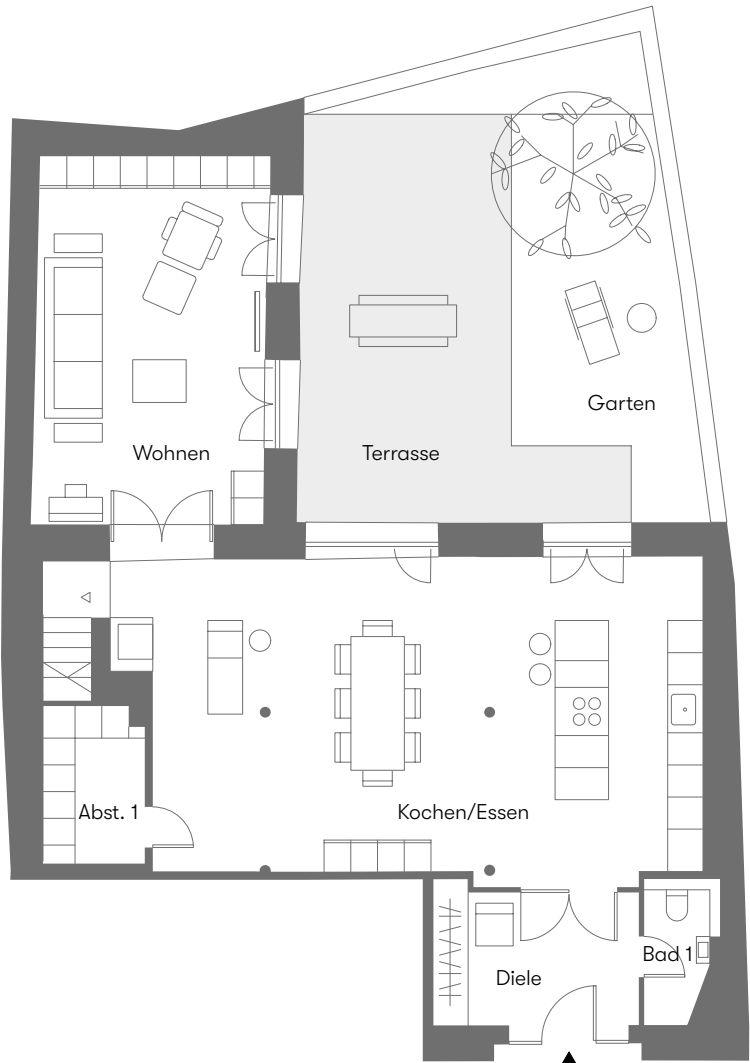 Garten
Wohnen
Terrasse
Abst. 1
Kochen/Essen
Bad 1
Diele